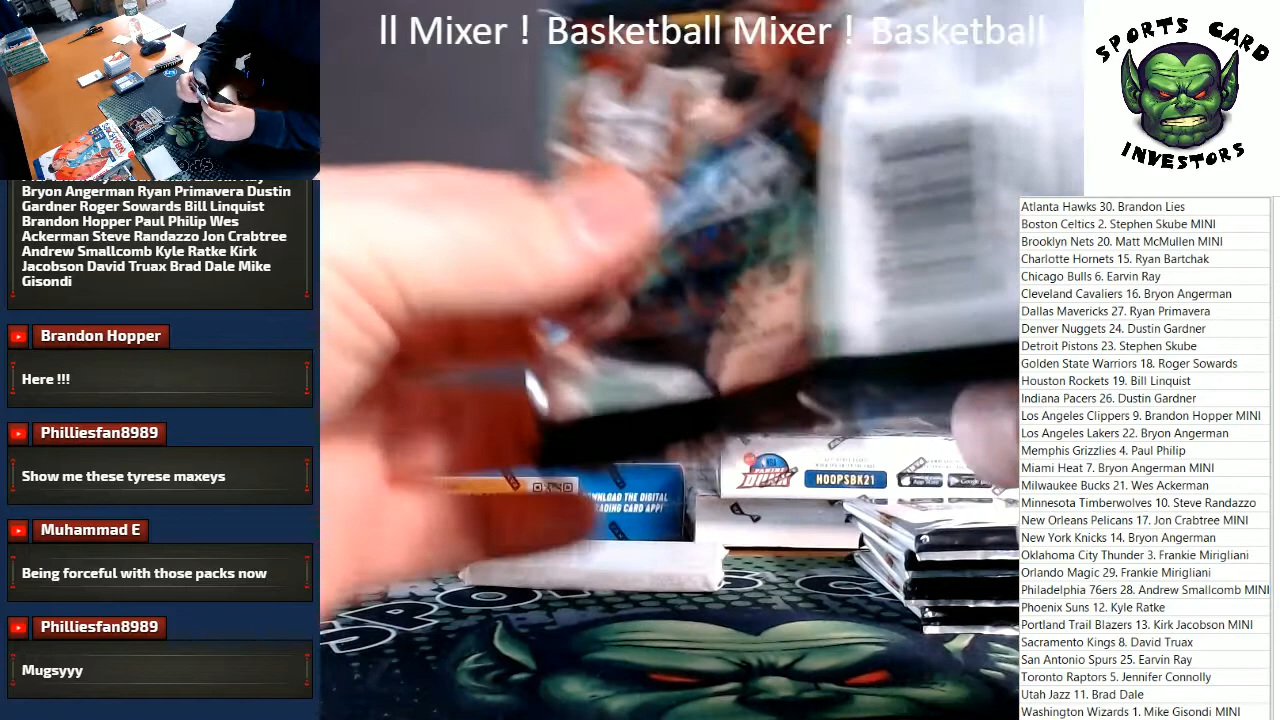 ll Mixer ! Basketball Mixer ! Basketball
SPORTS CARD
INVESTORS
Bryon Angerman Ryan Primavera Dustin
Gardner Roger Sowards Bill Linquist
Brandon Hopper Paul Philip Wes
Ackerman Steve Randazzo Jon Crabtree
Andrew Smallcomb Kyle Ratke Kirk
Jacobson David Truax Brad Dale Mike
Gisondi
Brandon Hopper
Here !!!
Philliesfan8989
Show me these tyrese maxeys
Muhammad E
Being forceful with those packs now
Philliesfan8989
Mugsyyy
PANINI
DUNK
HOOPSBK21
App Store
WNLOAD THE DIGITAL
ADING CARD APP!
Atlanta Hawks 30. Brandon Lies
Boston Celtics 2. Stephen Skube MINI
Brooklyn Nets 20. Matt McMullen MINI
Charlotte Hornets 15. Ryan Bartchak
Chicago Bulls 6. Earvin Ray
Cleveland Cavaliers 16. Bryon Angerman
Dallas Mavericks 27. Ryan Primavera
Denver Nuggets 24. Dustin Gardner
Detroit Pistons 23. Stephen Skube
Golden State Warriors 18. Roger Sowards
Houston Rockets 19. Bill Linquist
Indiana Pacers 26. Dustin Gardner
Los Angeles Clippers 9. Brandon Hopper MINI
Los Angeles Lakers 22. Bryon Angerman
Memphis Grizzlies 4. Paul Philip
Miami Heat 7. Bryon Angerman MINI
Milwaukee Bucks 21. Wes Ackerman
Minnesota Timberwolves 10. Steve Randazzo
New Orleans Pelicans 17. Jon Crabtree MINI
New York Knicks 14. Bryon Angerman
Oklahoma City Thunder 3. Frankie Mirigliani
Orlando Magic 29. Frankie Mirigliani
Philadelphia 76ers 28. Andrew Smallcomb MINI
Phoenix Suns 12. Kyle Ratke
Portland Trail Blazers 13. Kirk Jacobson MINI
Sacramento Kings 8. David Truax
San Antonio Spurs 25. Earvin Ray
Toronto Raptors 5. Jennifer Connolly
Utah Jazz 11. Brad Dale
Washington Wizards 1. Mike Gisondi MINI